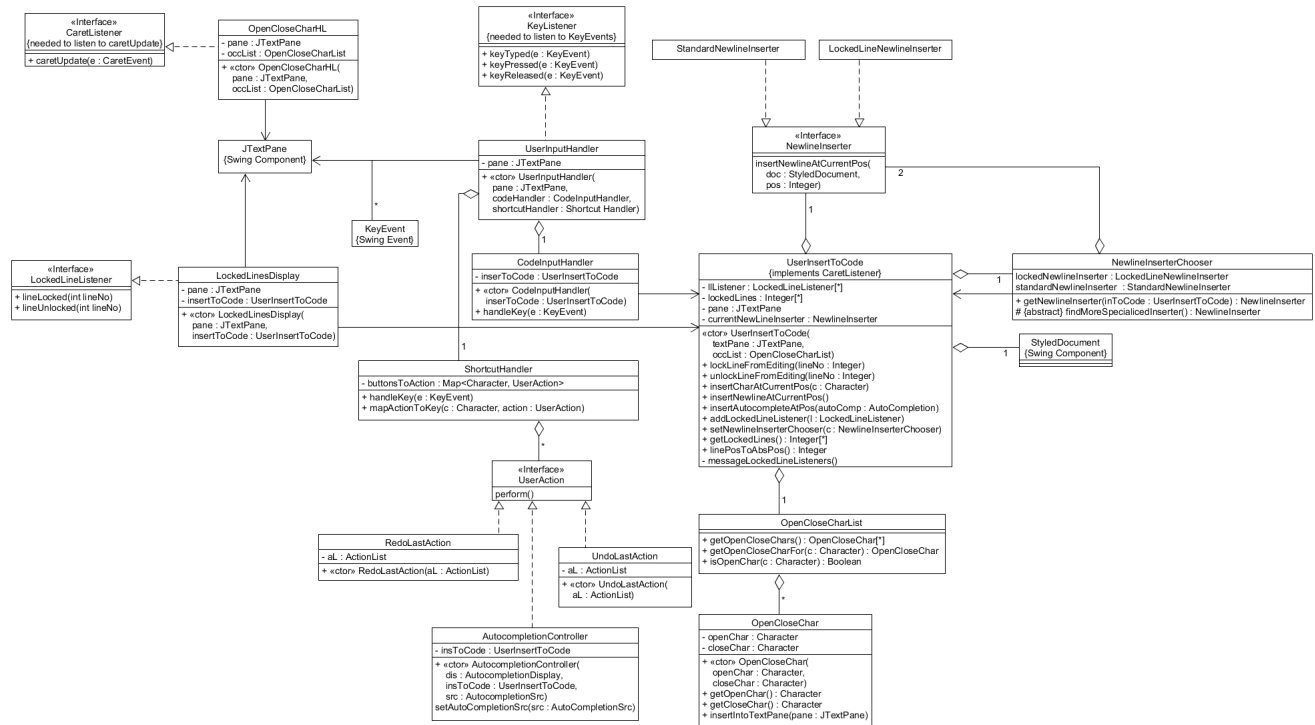 «Interface»
CaretListener
{needed to listen to caretUpdate}
+ caretUpdate(e : CaretEvent)
OpenCloseCharHL
- pane : JTextPane
- occList : OpenCloseCharList
+ «ctor» OpenCloseCharHL(
pane : JTextPane,
occList : OpenCloseCharList)
«Interface»
KeyListener
{needed to listen to KeyEvents}
+ keyTyped(e : KeyEvent)
+ keyPressed(e : KeyEvent)
+ keyReleased(e : KeyEvent)
StandardNewlineInserter
LockedLineNewlineInserter
«Interface»
NewlineInserter
insertNewlineAtCurrentPos(
doc : StyledDocument,
pos : Integer)
2
1
JTextPane
{Swing Component}
UserInputHandler
- pane : JTextPane
+ «ctor» UserInputHandler(
pane : JTextPane,
codeHandler : CodeInputHandler,
shortcutHandler : Shortcut Handler)
*
KeyEvent
{Swing Event}
1
«Interface»
LockedLineListener
+ lineLocked(int lineNo)
+ lineUnlocked(int lineNo)
LockedLinesDisplay
- pane : JTextPane
- insertToCode : UserInsertToCode
+ «ctor» LockedLinesDisplay(
pane : JTextPane,
insertToCode : UserInsertToCode)
CodeInputHandler
- inserToCode : UserInsertToCode
+ «ctor» CodeInputHandler(
inserToCode : UserInsertToCode)
+ handleKey(e : KeyEvent)
UserInsertToCode
{implements CaretListener}
- llListener : LockedLineListener[*]
- lockedLines : Integer[*]
- pane : JTextPane
- currentNewLineInserter : NewlineInserter
«ctor» UserInsertToCode(
textPane : JTextPane,
occList : OpenCloseCharList)
+ lockLineFromEditing(lineNo : Integer)
+ unlockLineFromEditing(lineNo : Integer)
+ insertCharAtCurrentPos(c : Character)
+ insertNewlineAtCurrentPos()
+ insertAutocompleteAtPos(autoComp : AutoCompletion)
+ addLockedLineListener(l : LockedLineListener)
+ setNewlineInserterChooser(c : NewlineInserterChooser)
+ getLockedLines() : Integer[*]
+ linePosToAbsPos() : Integer
- messageLockedLineListeners()
1
NewlineInserterChooser
lockedNewlineInserter : LockedLineNewlineInserter
standardNewlineInserter : StandardNewlineInserter
+ getNewlineInserter(inToCode : UserInsertToCode) : NewlineInserter
# {abstract} findMoreSpecialicedInserter() : NewlineInserter
1
StyledDocument
{Swing Component}
1
ShortcutHandler
- buttonsToAction : Map<Character, UserAction>
+ handleKey(e : KeyEvent)
+ mapActionToKey(c : Character, action : UserAction)
*
«Interface»
UserAction
perform()
1
OpenCloseCharList
+ getOpenCloseChars() : OpenCloseChar[*]
+ getOpenCloseCharFor(c : Character) : OpenCloseChar
+ isOpenChar(c : Character) : Boolean
RedoLastAction
- aL : ActionList
+ «ctor» RedoLastAction(aL : ActionList)
UndoLastAction
- aL : ActionList
+ «ctor» UndoLastAction(
aL : ActionList)
*
AutocompletionController
- insToCode : UserInsertToCode
+ «ctor» AutocompletionController(
dis : AutocompletionDisplay,
insToCode : UserInsertToCode,
src : AutocompletionSrc)
setAutoCompletionSrc(src : AutoCompletionSrc)
OpenCloseChar
- openChar : Character
- closeChar : Character
+ «ctor» OpenCloseChar(
openChar : Character,
closeChar : Character)
+ getOpenChar() : Character
+ getCloseChar() : Character
+ insertIntoTextPane(pane : JTextPane)